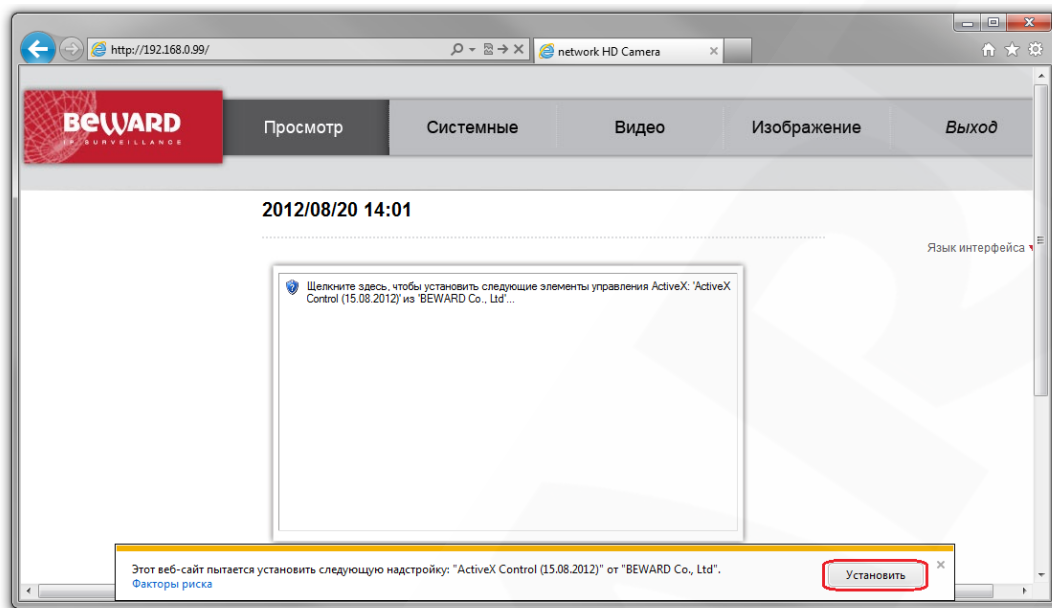 http://192.168.0.99/
network HD Camera
BEWARD
IP SURVEILLANCE
Просмотр
Системные
Видео
Изображение
Выход
2012/08/20 14:01
Язык интерфейса
Щелкните здесь, чтобы установить следующие элементы управления ActiveX: 'ActiveX
Control (15.08.2012)' из 'BEWARD Co., Ltd'...
Этот веб-сайт пытается установить следующую надстройку: "ActiveX Control (15.08.2012)" от "BEWARD Co., Ltd".
Факторы риска
Установить